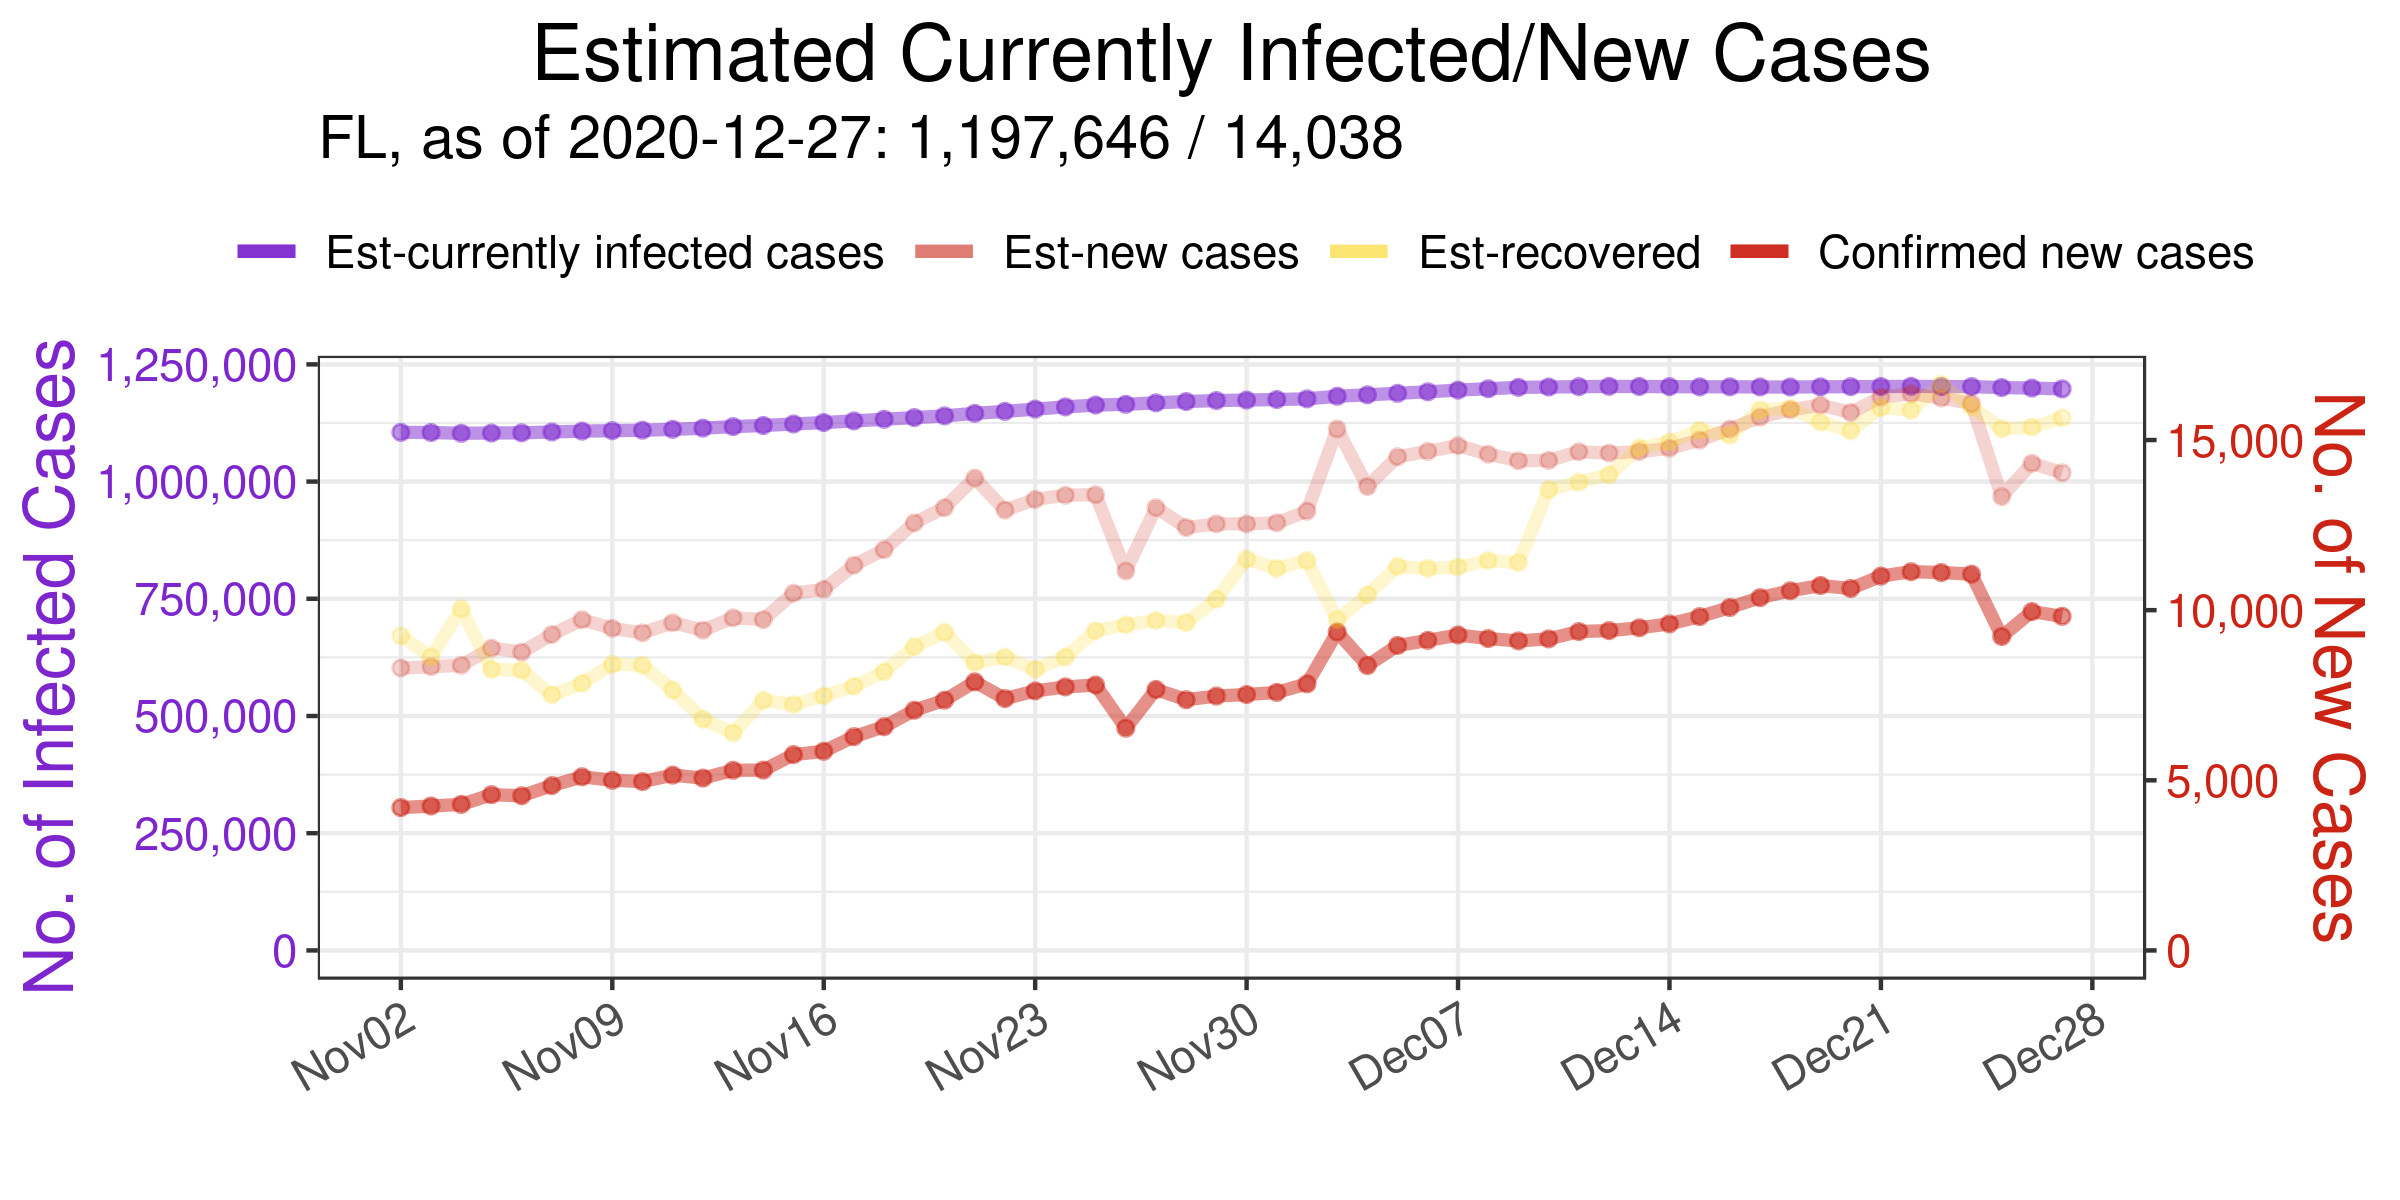 Estimated Currently Infected/New Cases
FL, as of 2020-12-27: 1,197,646 / 14,038
Est-currently infected cases Est-new cases Est-recovered Confirmed new cases
No. of Infected Cases
1,250,000
1,000,000
750,000
500,000
250,000
0
15,000
10,000
5,000
0
No. of New Cases
Nov02 Nov09 Nov16 Nov23 Nov30 Dec07 Dec14 Dec21 Dec28